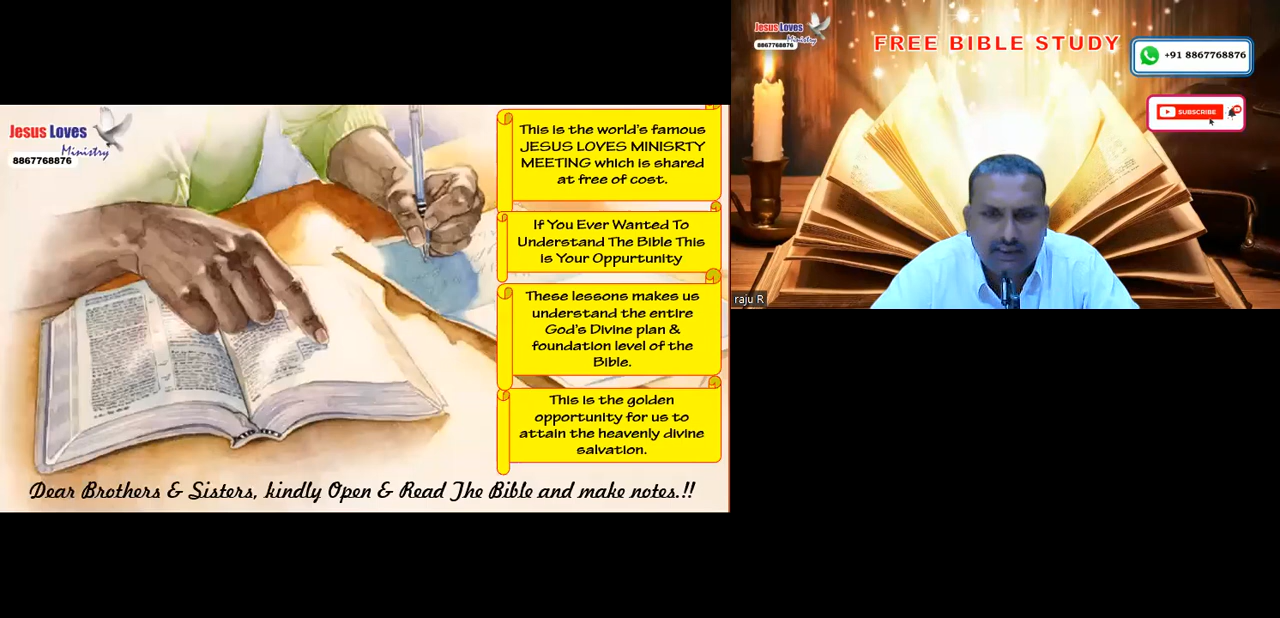 Jesus Loves
Ministry
8867768876
This is the world's famous
JESUS LOVES MINISRTY
MEETING which is shared
at free of cost.
If You Ever Wanted To
Understand The Bible This
is Your Oppurtunity
These lessons makes us
understand the entire
God's Divine plan &
foundation level of the
Bible.
This is the golden
opportunity for us to
attain the heavenly divine
salvation.
Dear Brothers & Sisters, kindly Open & Read The Bible and make notes.!!
Jesus Loves
Ministry
8867768876
FREE BIBLE STUDY
+91 8867768876
SUBSCRIBE
raju R